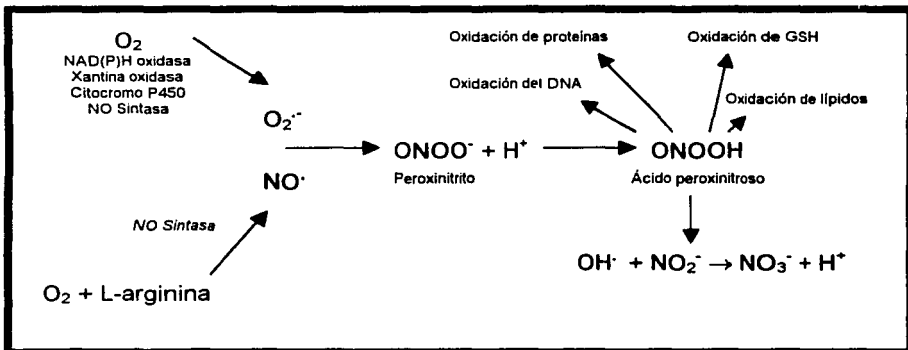 O₂
NAD(P)H oxidasa
Xantina oxidasa
Citocromo P450
NO Sintasa
O₂·⁻
NO·
NO Sintasa
O₂ + L-arginina
ONOO⁻ + H⁺
Peroxinitrito
Oxidación de proteínas
Oxidación de GSH
Oxidación del DNA
Oxidación de lípidos
ONOOH
Ácido peroxinitroso
OH· + NO₂⁻ → NO₃⁻ + H⁺